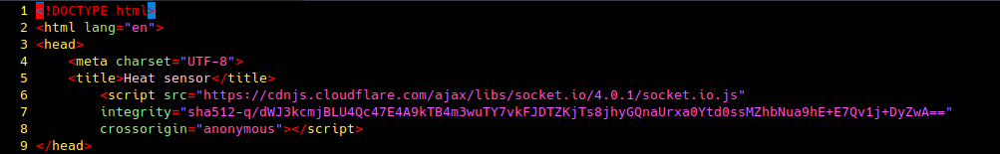 1 <!DOCTYPE html>
2 <html lang="en">
3 <head>
4     <meta charset="UTF-8">
5     <title>Heat sensor</title>
6         <script src="https://cdnjs.cloudflare.com/ajax/libs/socket.io/4.0.1/socket.io.js"
7         integrity="sha512-q/dWJ3kcmjBLU4Qc47E4A9kTB4m3wuTY7vkFJDTZKjTs8jhyGQnaUrxa0Ytd0ssMZhbNua9hE+E7Qv1j+DyZwA=="
8         crossorigin="anonymous"></script>
9 </head>